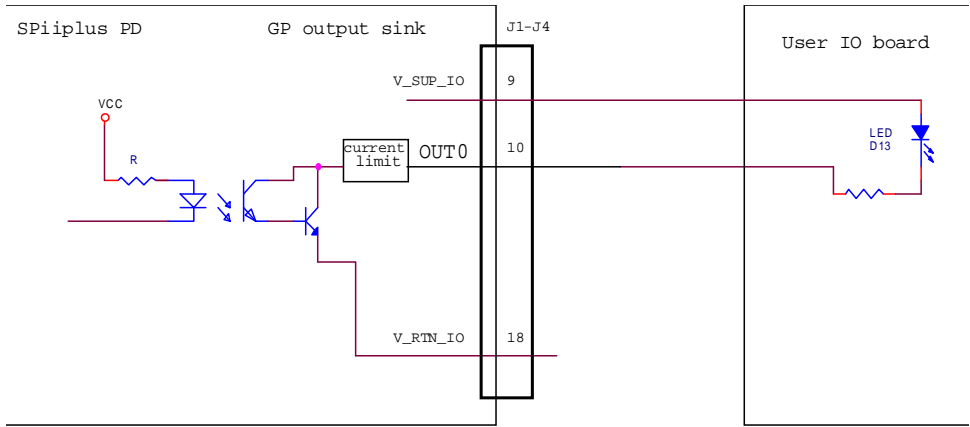 SPiiplus PD
GP output sink
J1-J4
User IO board
V_SUP_IO
9
VCC
LED
D13
R
current
limit
OUT0
10
V_RTN_IO
18